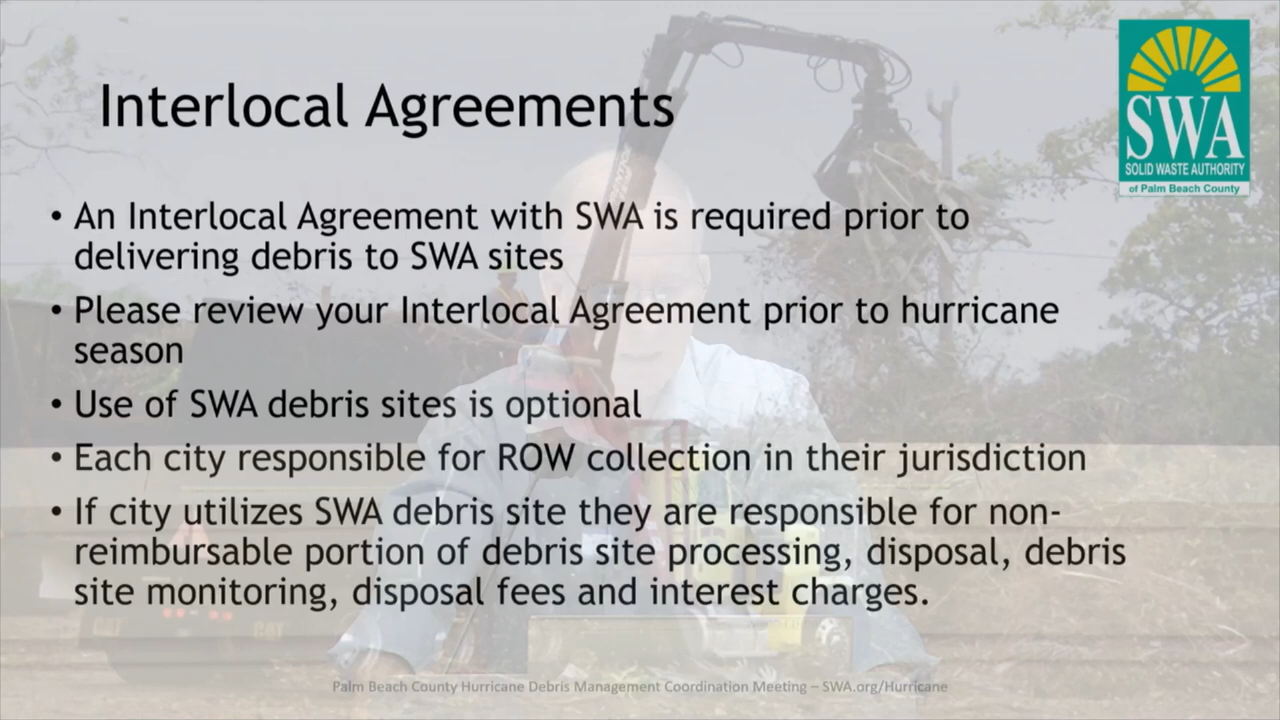 Interlocal Agreements
SWA
SOLID WASTE AUTHORITY
of Palm Beach County
• An Interlocal Agreement with SWA is required prior to
delivering debris to SWA sites
• Please review your Interlocal Agreement prior to hurricane
season
• Use of SWA debris sites is optional
• Each city responsible for ROW collection in their jurisdiction
• If city utilizes SWA debris site they are responsible for non-
reimbursable portion of debris site processing, disposal, debris
site monitoring, disposal fees and interest charges.
Palm Beach County Hurricane Debris Management Coordination Meeting – SWA.org/Hurricane